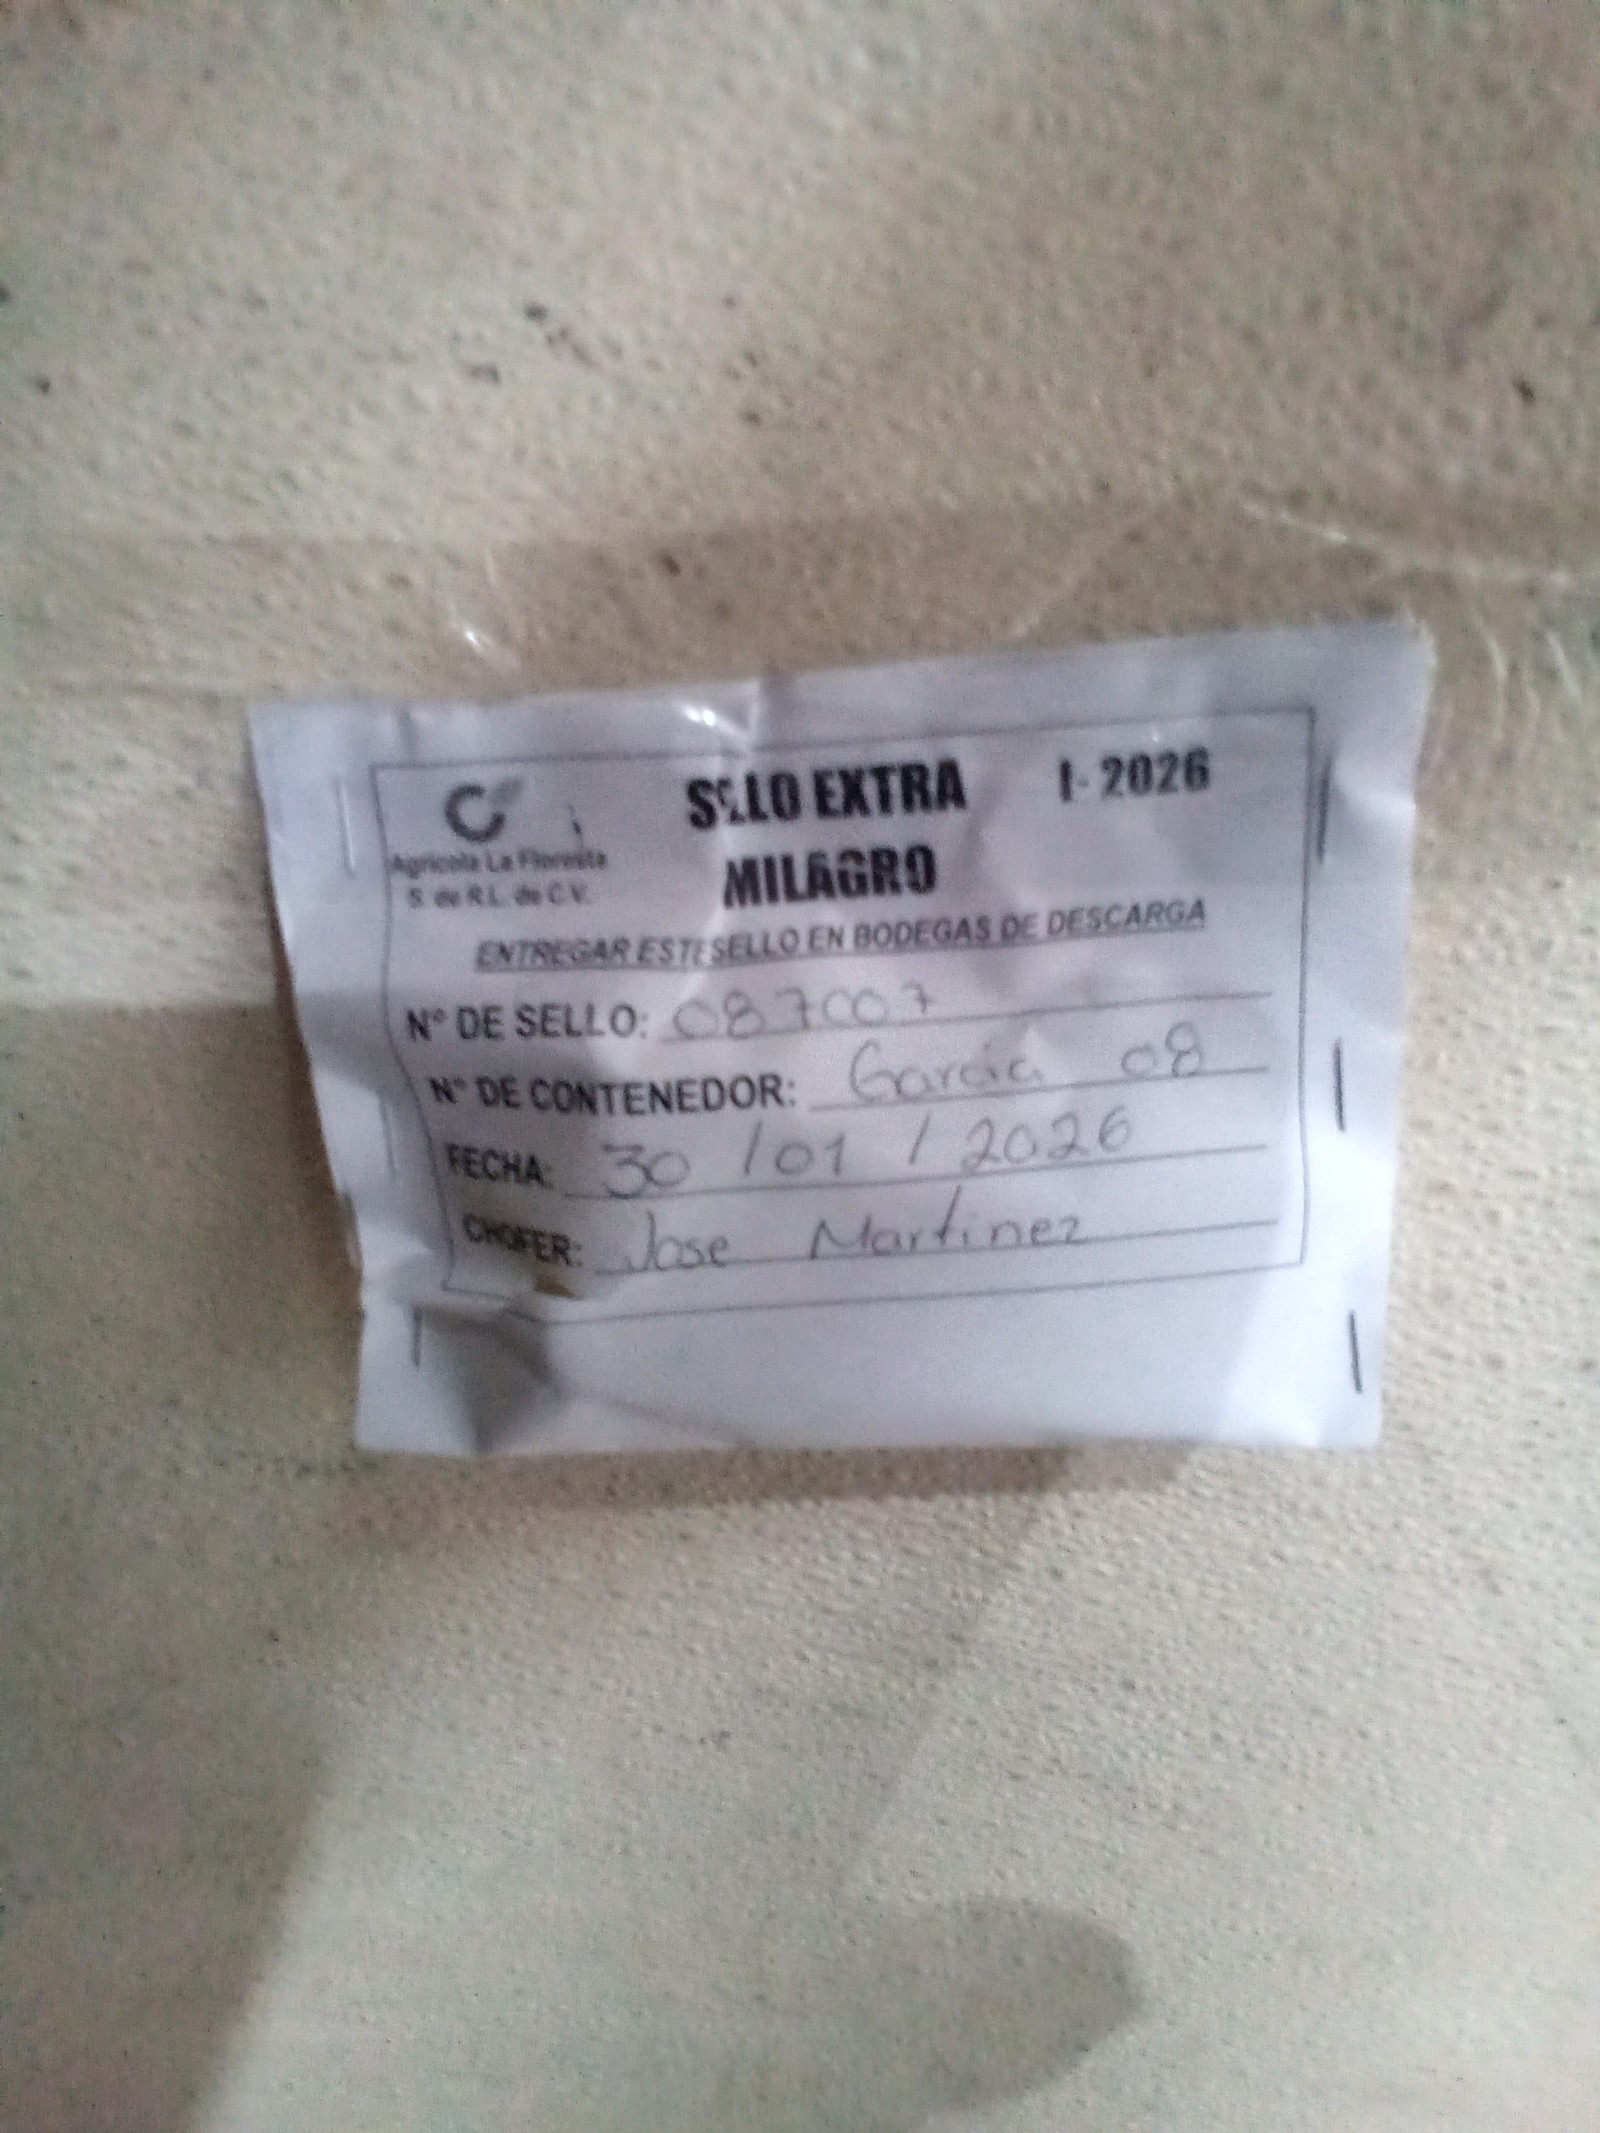 SELLO EXTRA I- 2026
MILAGRO
Agricola La Floresta
S. de R.L. de C.V.
ENTREGAR ESTE SELLO EN BODEGAS DE DESCARGA
N° DE SELLO: 087007
N° DE CONTENEDOR: Garcia 08
FECHA: 30 / 01 / 2026
CHOFER: Jose Martinez